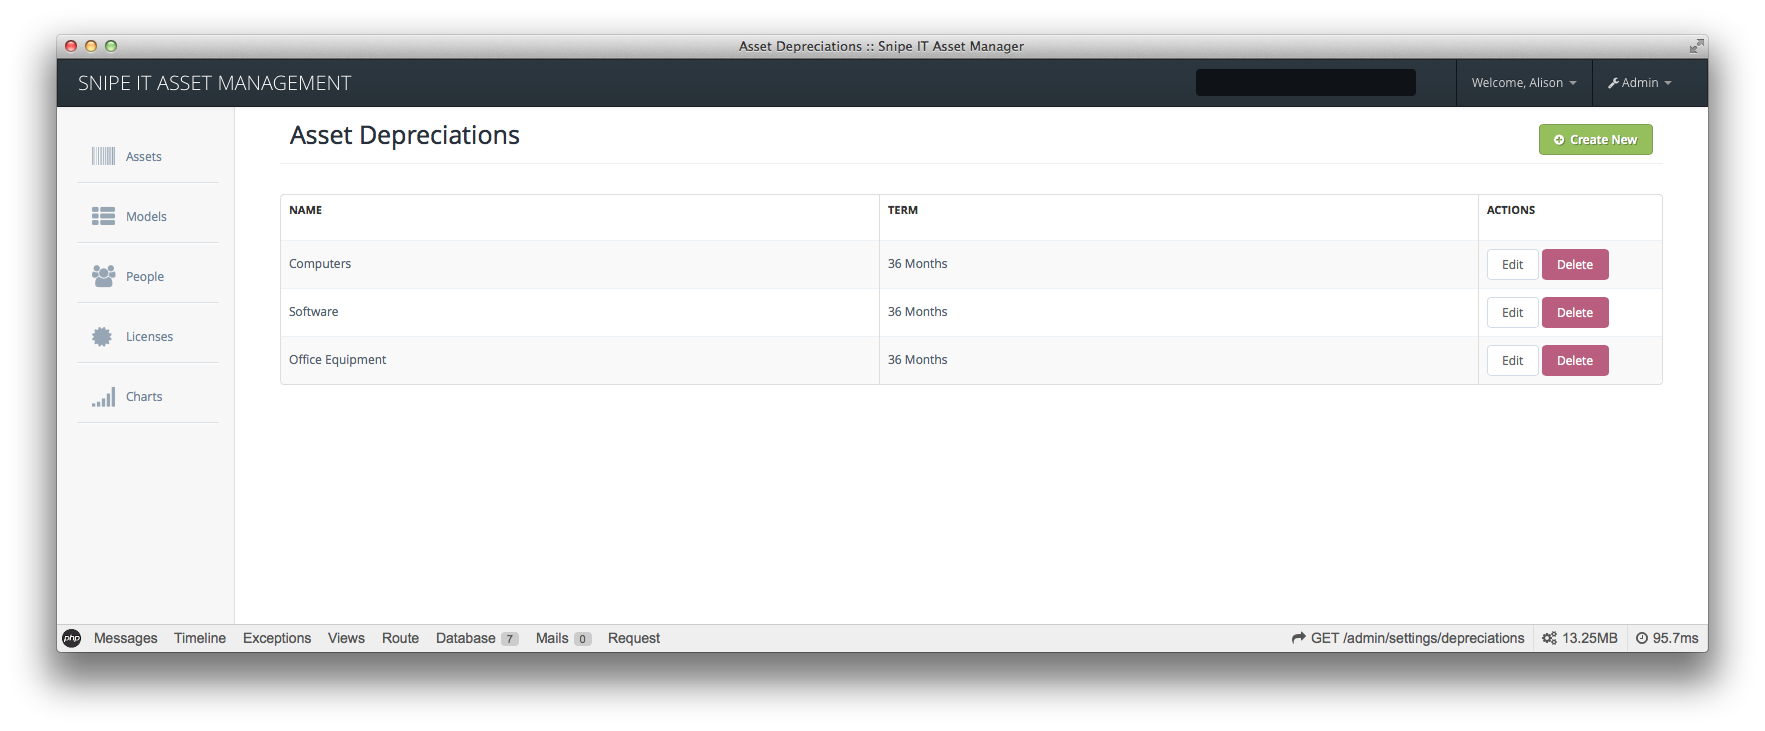 Asset Depreciations :: Snipe IT Asset Manager
SNIPE IT ASSET MANAGEMENT
Welcome, Alison
Admin
Assets
Models
People
Licenses
Charts
Asset Depreciations
Create New
NAME TERM ACTIONS
Computers 36 Months Edit Delete
Software 36 Months Edit Delete
Office Equipment 36 Months Edit Delete
php Messages Timeline Exceptions Views Route Database 7 Mails 0 Request GET /admin/settings/depreciations 13.25MB 95.7ms